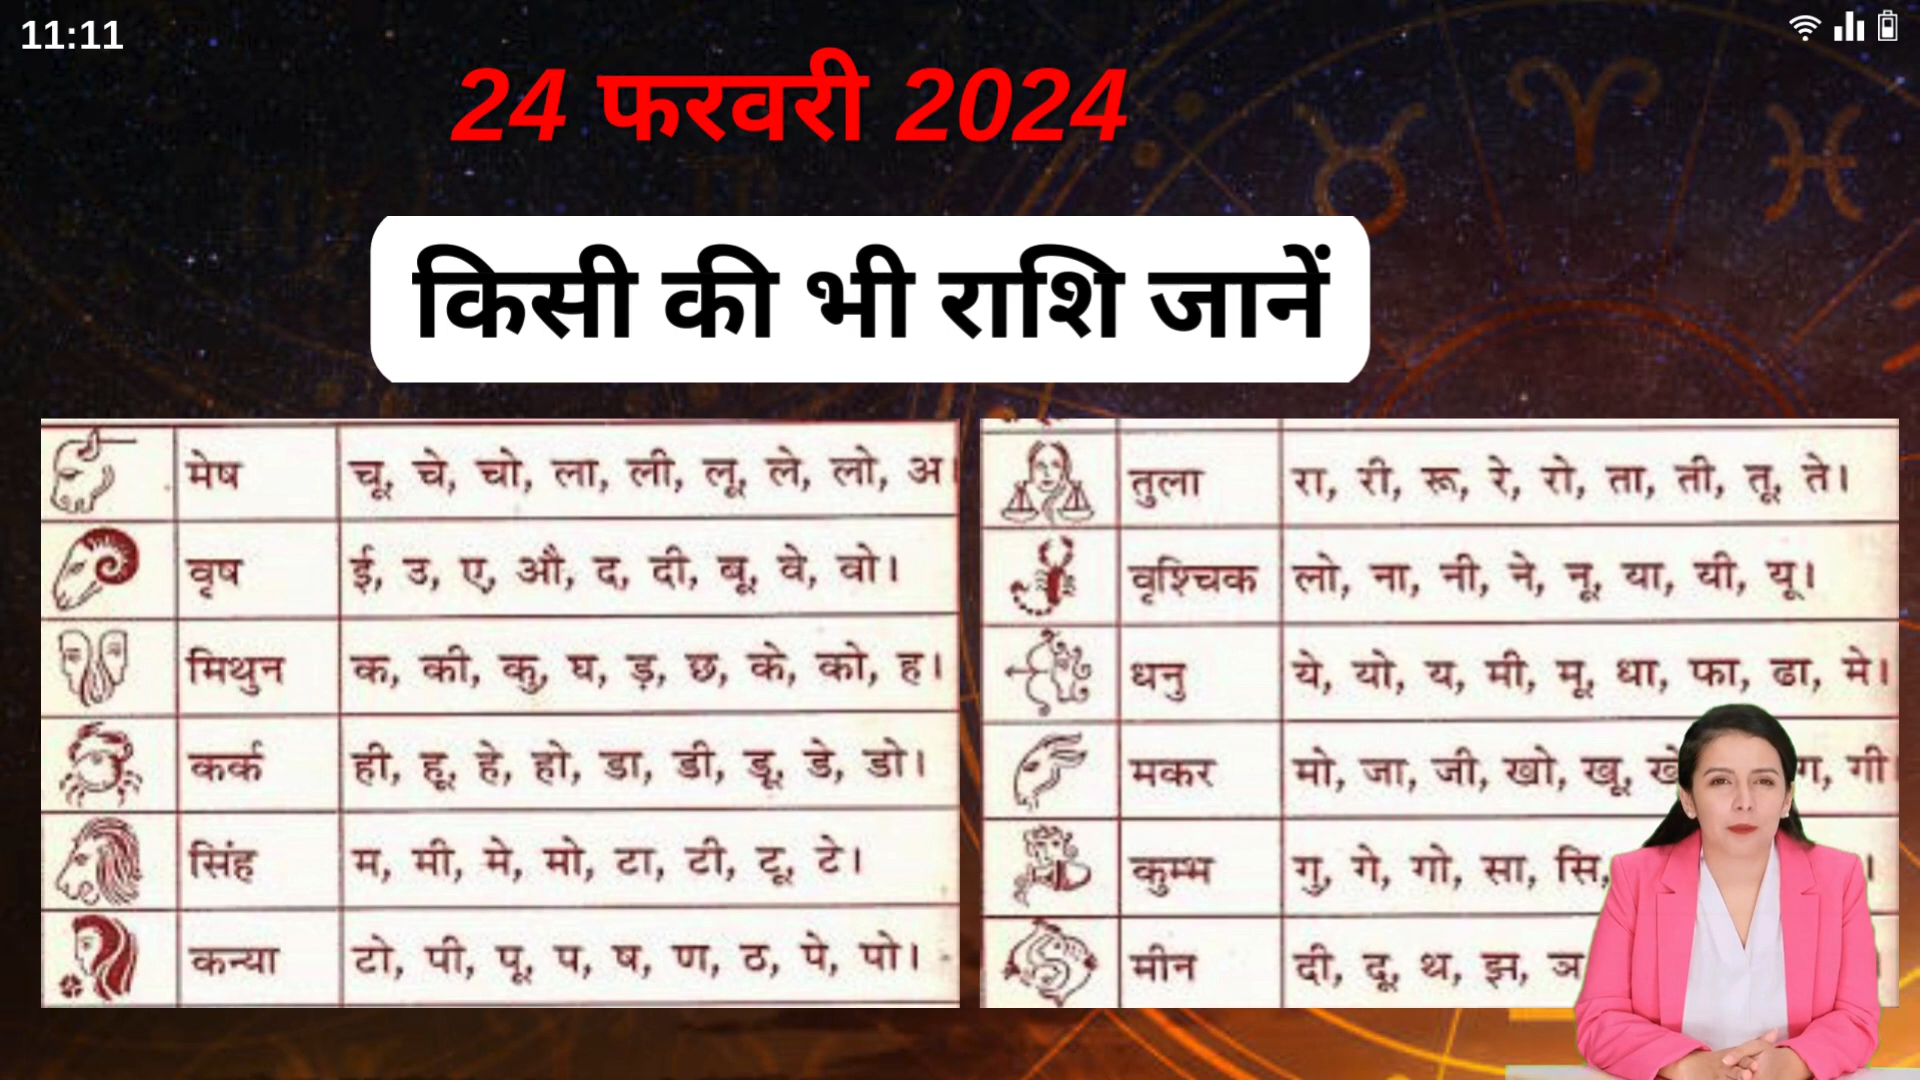 11:11
24 फरवरी 2024
किसी की भी राशि जानें
मेष चू, चे, चो, ला, ली, लू, ले, लो, अ।
वृष ई, उ, ए, औ, द, दी, बू, वे, वो।
मिथुन क, की, कु, घ, ड़, छ, के, को, ह।
कर्क ही, हू, हे, हो, डा, डी, डू, डे, डो।
सिंह म, मी, मे, मो, टा, टी, टू, टे।
कन्या टो, पी, पू, प, ष, ण, ठ, पे, पो।
तुला रा, री, रू, रे, रो, ता, ती, तू, ते।
वृश्चिक लो, ना, नी, ने, नू, या, यी, यू।
धनु ये, यो, य, मी, मू, धा, फा, ढा, मे।
मकर मो, जा, जी, खो, खू, ग, गी
कुम्भ गु, गे, गो, सा, सि,
मीन दी, दू, थ, झ, ञ